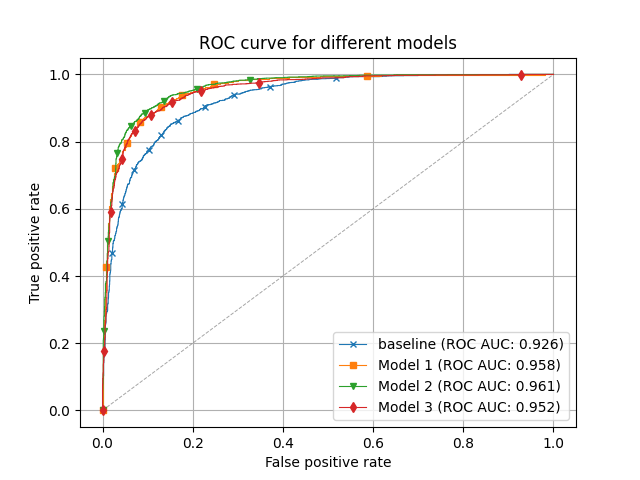 ROC curve for different models
1.0
0.8
0.6
0.4
0.2
0.0
True positive rate
baseline (ROC AUC: 0.926)
Model 1 (ROC AUC: 0.958)
Model 2 (ROC AUC: 0.961)
Model 3 (ROC AUC: 0.952)
0.0 0.2 0.4 0.6 0.8 1.0
False positive rate